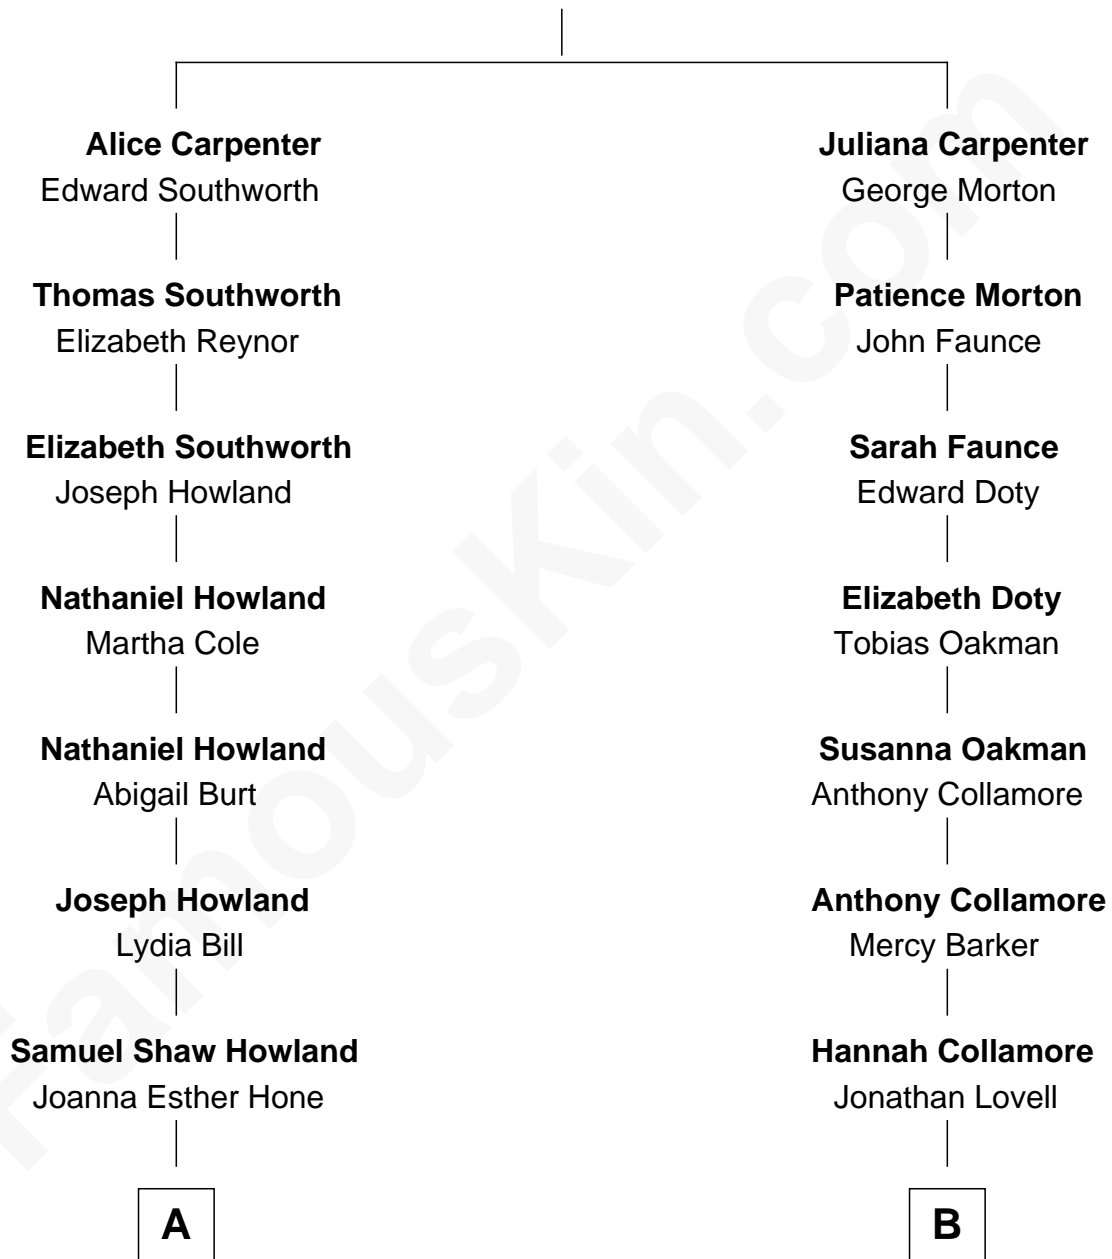 Alice Carpenter
Edward Southworth
Thomas Southworth
Elizabeth Reynor
Elizabeth Southworth
Joseph Howland
Nathaniel Howland
Martha Cole
Nathaniel Howland
Abigail Burt
Joseph Howland
Lydia Bill
Samuel Shaw Howland
Joanna Esther Hone
A
Juliana Carpenter
George Morton
Patience Morton
John Faunce
Sarah Faunce
Edward Doty
Elizabeth Doty
Tobias Oakman
Susanna Oakman
Anthony Collamore
Anthony Collamore
Mercy Barker
Hannah Collamore
Jonathan Lovell
B
FamousKin.com